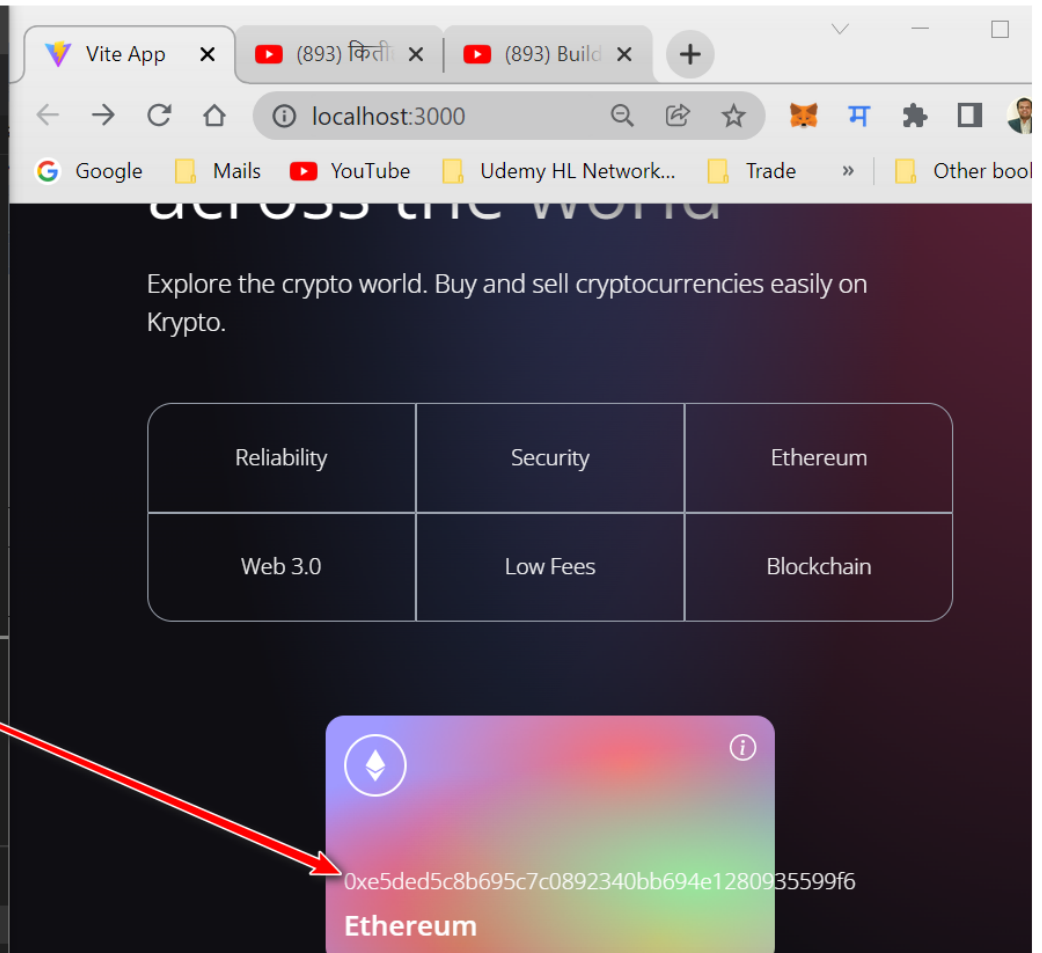 Vite App
(893) किती
(893) Build
localhost:3000
म
Google Mails YouTube Udemy HL Network... Trade » Other bool
across the world
Explore the crypto world. Buy and sell cryptocurrencies easily on
Krypto.
Reliability Security Ethereum
Web 3.0 Low Fees Blockchain
0xe5ded5c8b695c7c0892340bb694e1280935599f6
Ethereum